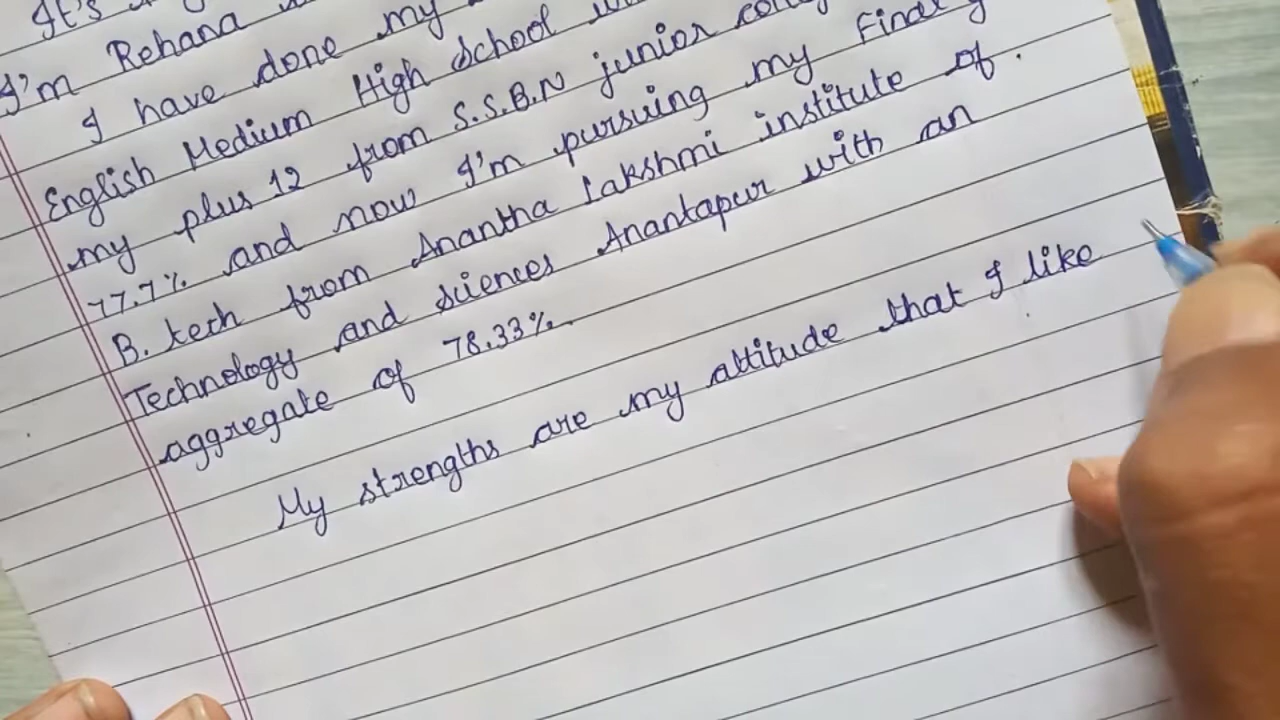 It's
I'm Rehana
I have done my
English Medium High School
my plus 12 from S.S.B.N junior
77.7% and now I'm pursuing my Final
B. tech from Anantha Lakshmi institute of
Technology and sciences Anantapur with an
aggregate of 78.33%.
My strengths are my attitude that I like